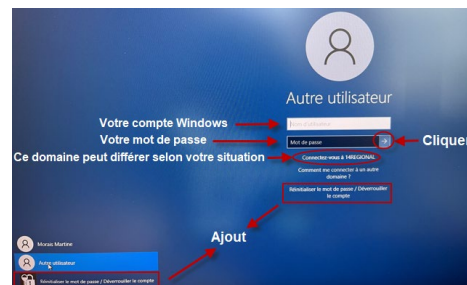 Autre utilisateur
Votre compte Windows
Votre mot de passe
Mot de passe
Cliquer
Ce domaine peut différer selon votre situation
Connectez-vous à 14REGIONAL
Comment me connecter à un autre
domaine ?
Réinitialiser le mot de passe / Déverrouiller
le compte
Ajout
Morais Martine
Autre utilisateur
Réinitialiser le mot de passe / Déverrouiller le compte